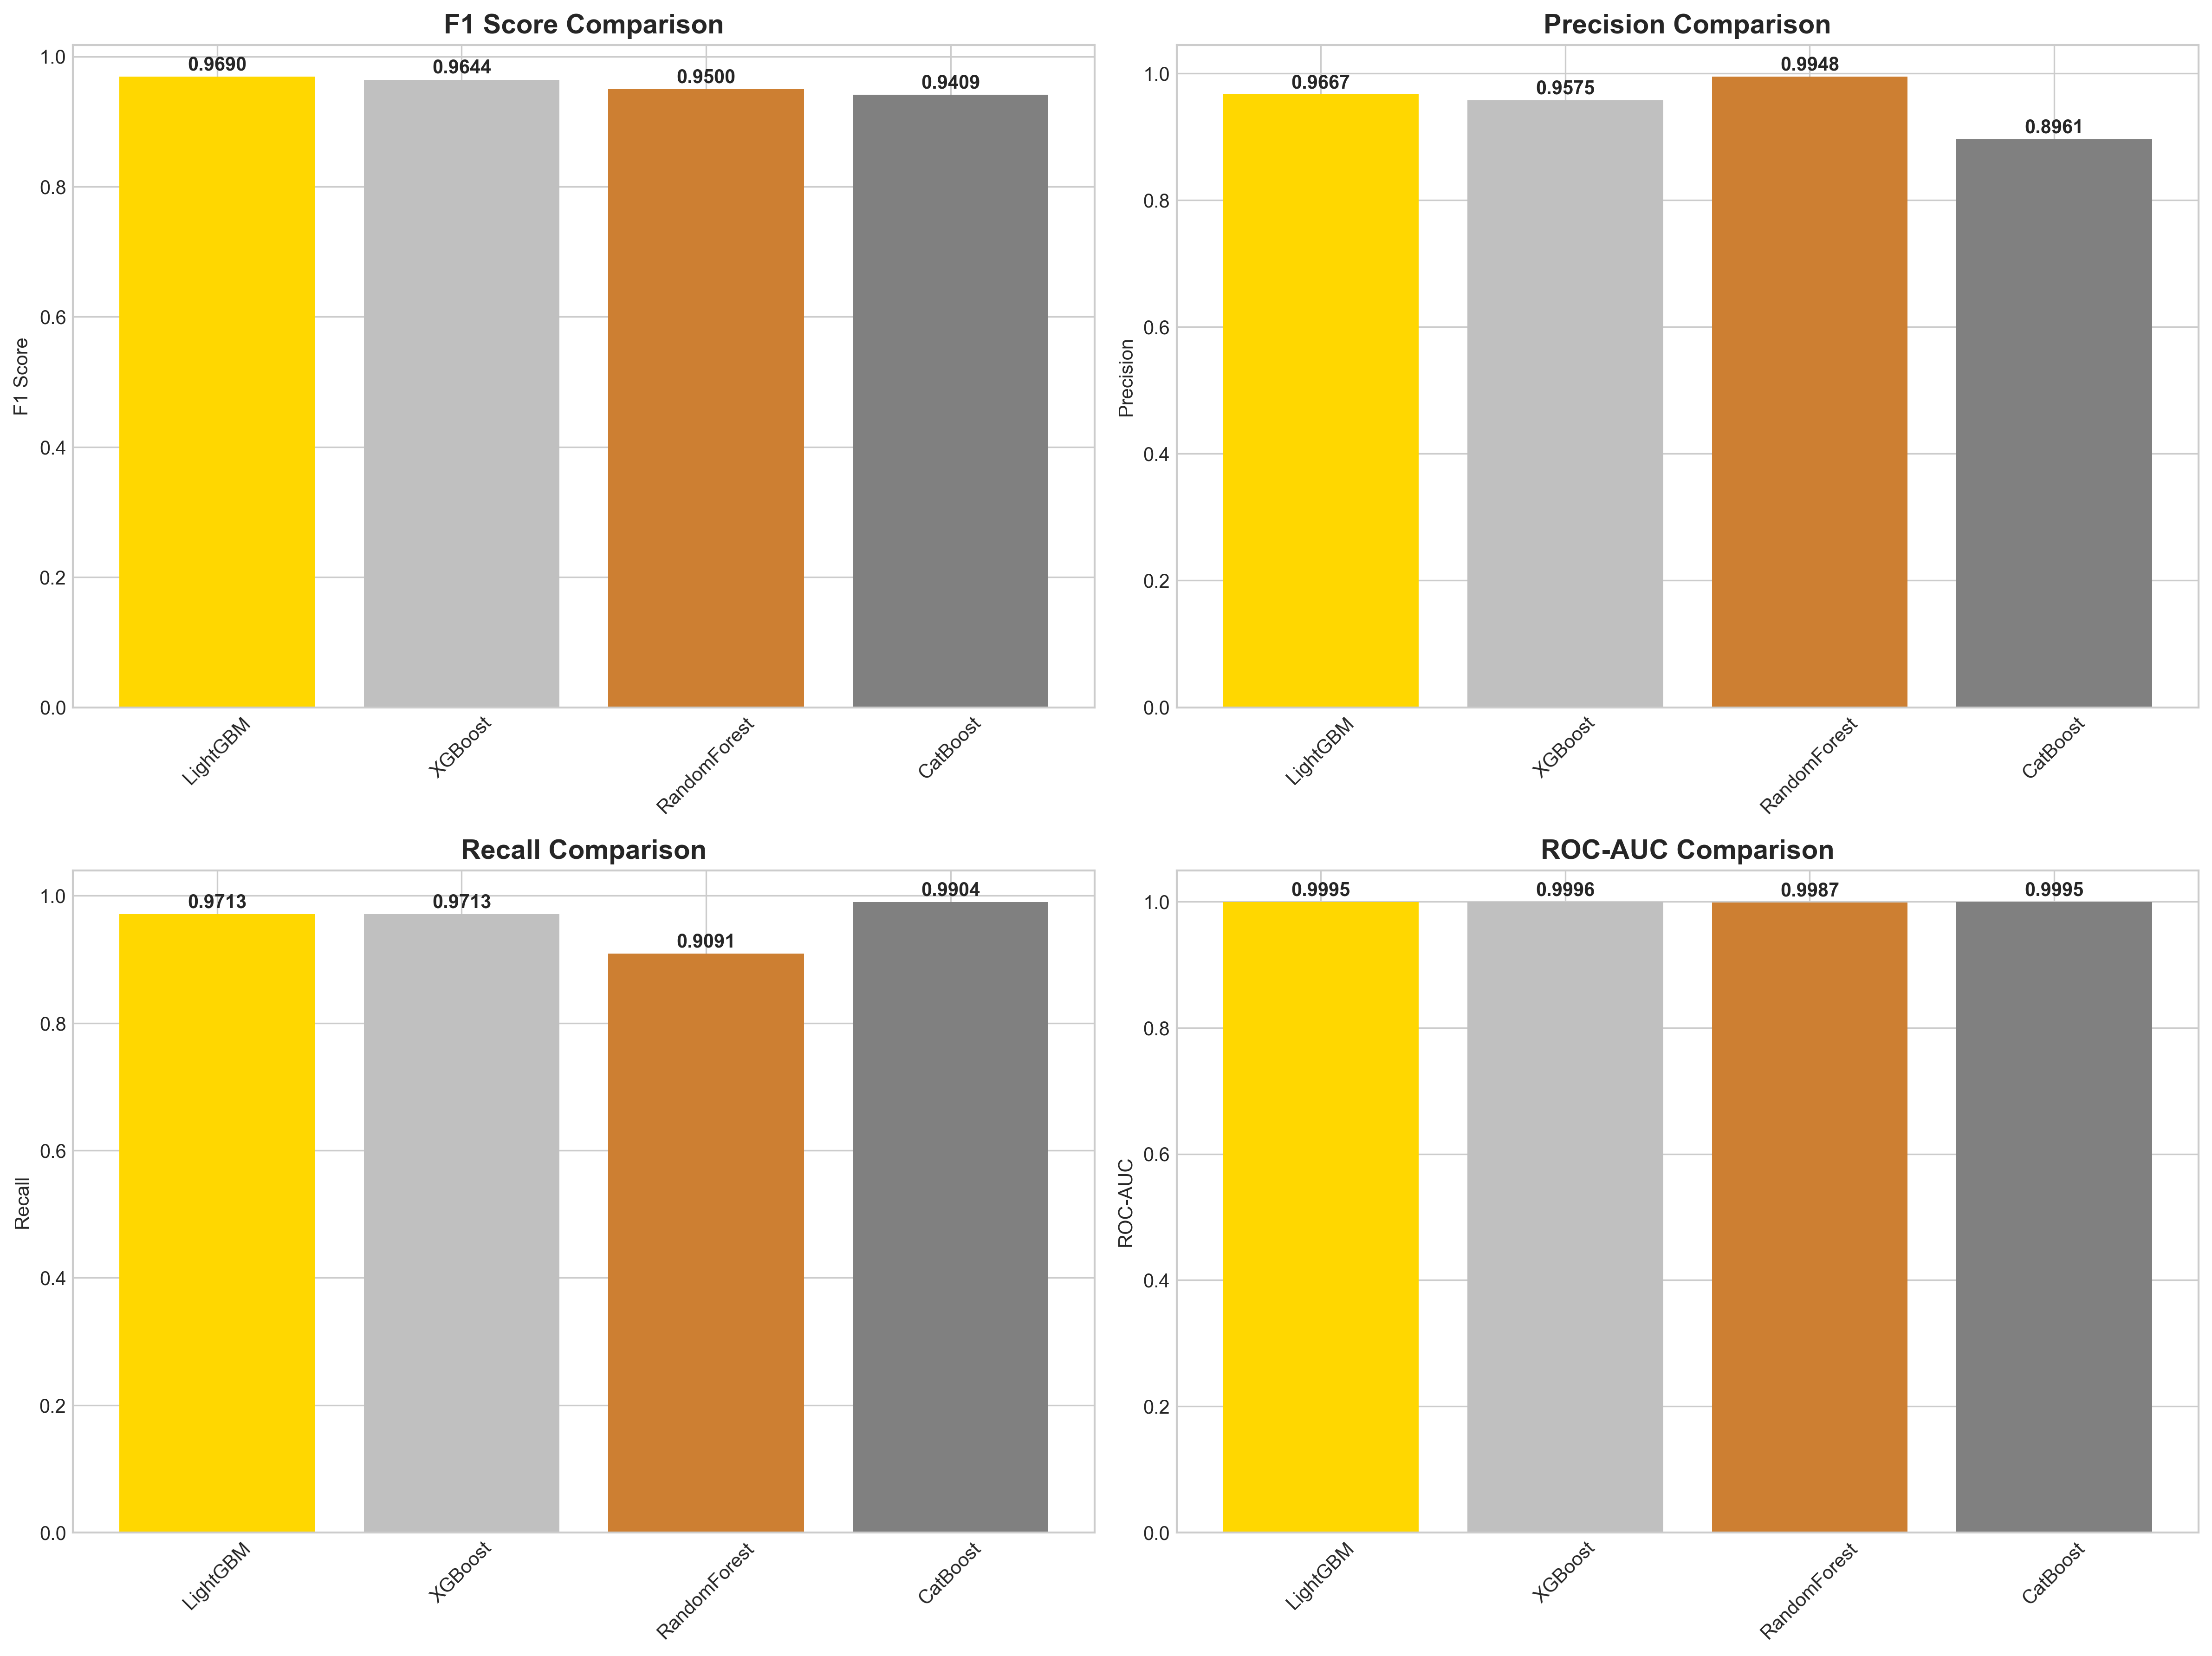 F1 Score Comparison
F1 Score
1.0
0.8
0.6
0.4
0.2
0.0
0.9690
0.9644
0.9500
0.9409
LightGBM
XGBoost
RandomForest
CatBoost
Precision Comparison
Precision
1.0
0.8
0.6
0.4
0.2
0.0
0.9667
0.9575
0.9948
0.8961
LightGBM
XGBoost
RandomForest
CatBoost
Recall Comparison
Recall
1.0
0.8
0.6
0.4
0.2
0.0
0.9713
0.9713
0.9091
0.9904
LightGBM
XGBoost
RandomForest
CatBoost
ROC-AUC Comparison
ROC-AUC
1.0
0.8
0.6
0.4
0.2
0.0
0.9995
0.9996
0.9987
0.9995
LightGBM
XGBoost
RandomForest
CatBoost